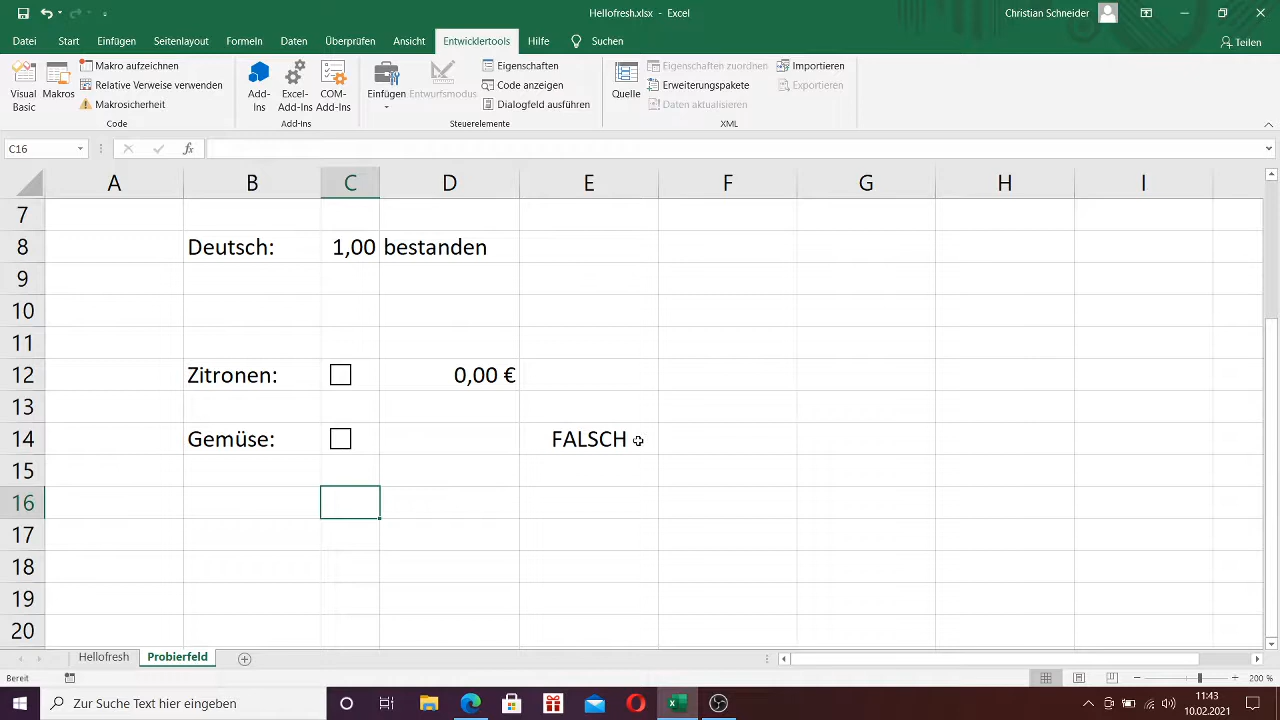 Hellofresh.xlsx - Excel
Christian Schneider
Datei Start Einfügen Seitenlayout Formeln Daten Überprüfen Ansicht Entwicklertools Hilfe Suchen Teilen
Visual Basic
Makros
Makro aufzeichnen
Relative Verweise verwenden
Makrosicherheit
Code
Add-Ins
Excel-Add-Ins
COM-Add-Ins
Add-Ins
Einfügen
Entwurfsmodus
Eigenschaften
Code anzeigen
Dialogfeld ausführen
Steuerelemente
Quelle
Eigenschaften zuordnen
Erweiterungspakete
Daten aktualisieren
Importieren
Exportieren
XML
C16 fx
A B C D E F G H I
7
8 Deutsch: 1,00 bestanden
9
10
11
12 Zitronen: 0,00 €
13
14 Gemüse: FALSCH
15
16
17
18
19
20
Hellofresh Probierfeld
Bereit 200 %
Zur Suche Text hier eingeben
11:43
10.02.2021